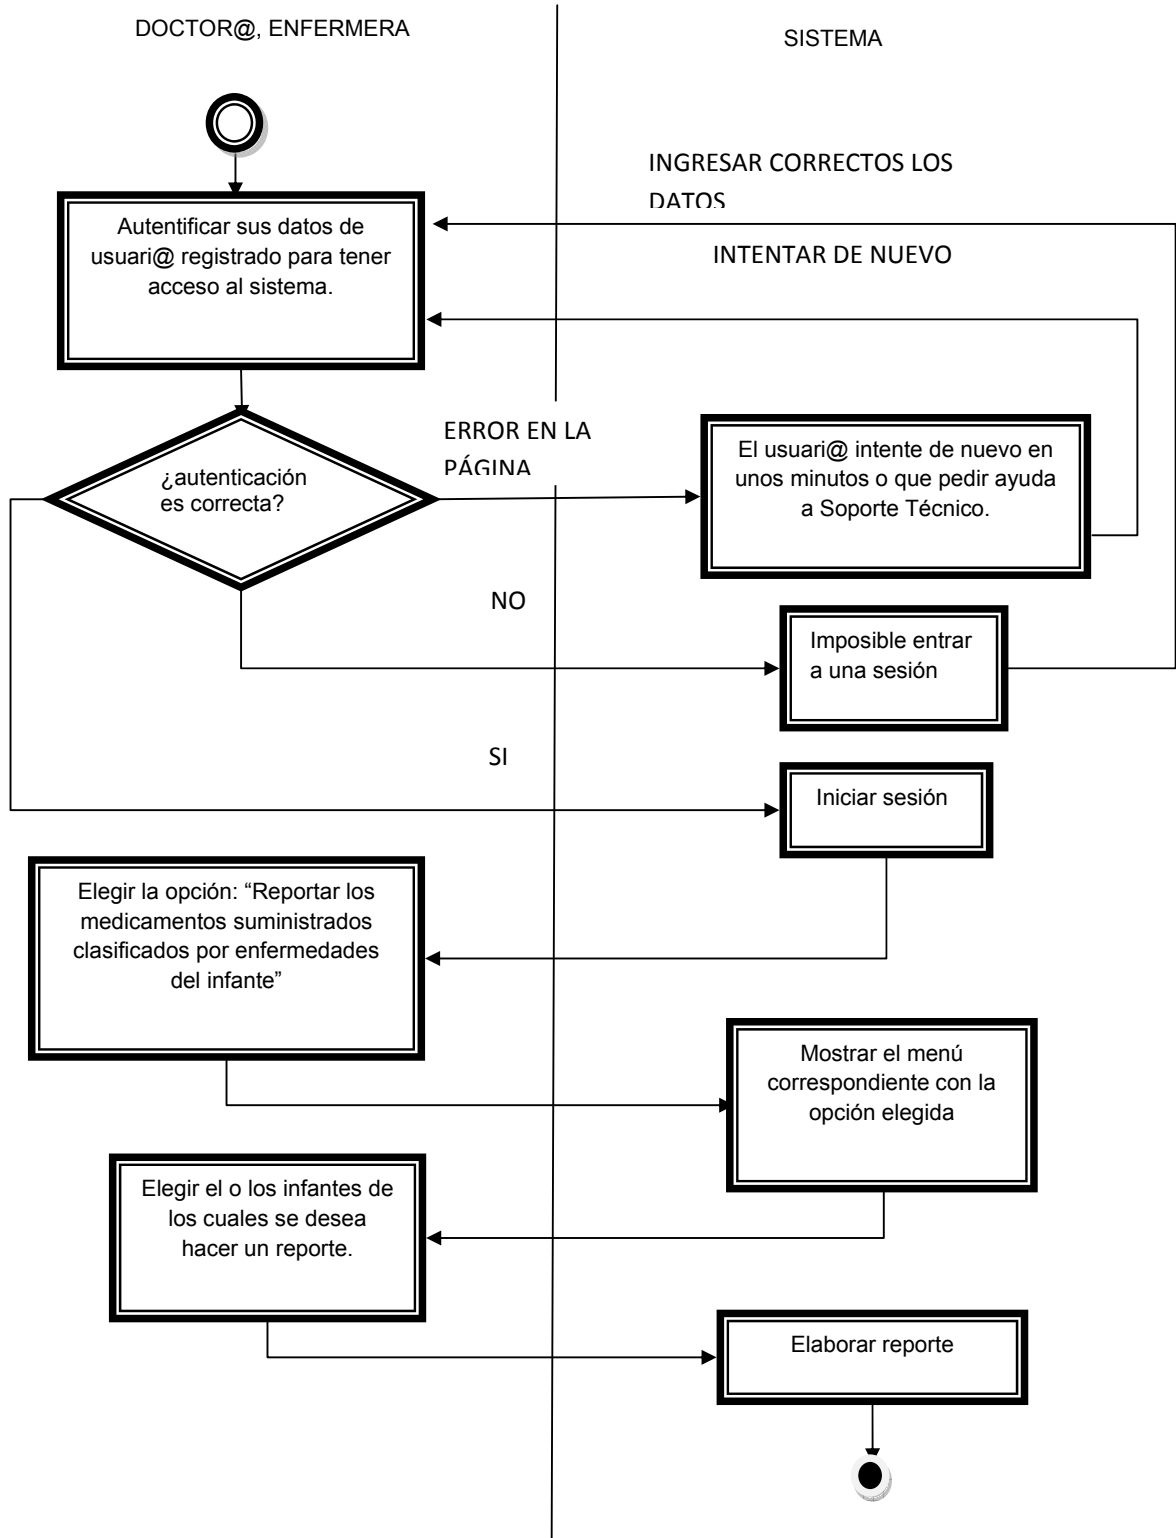 DOCTOR@, ENFERMERA
SISTEMA
INGRESAR CORRECTOS LOS
DATOS
Autentificar sus datos de
usuari@ registrado para tener
acceso al sistema.
INTENTAR DE NUEVO
ERROR EN LA
PÁGINA
¿autenticación
es correcta?
El usuari@ intente de nuevo en
unos minutos o que pedir ayuda
a Soporte Técnico.
NO
Imposible entrar
a una sesión
SI
Iniciar sesión
Elegir la opción: “Reportar los
medicamentos suministrados
clasificados por enfermedades
del infante”
Mostrar el menú
correspondiente con la
opción elegida
Elegir el o los infantes de
los cuales se desea
hacer un reporte.
Elaborar reporte